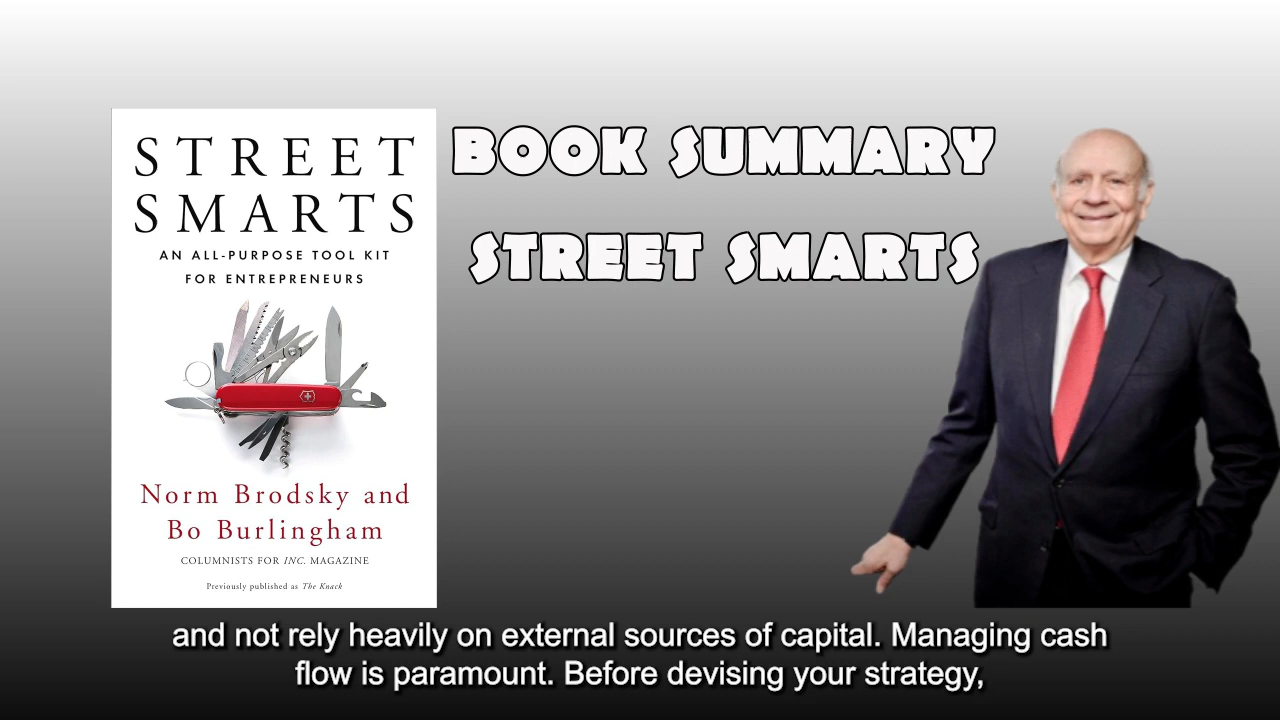 STREET
SMARTS
AN ALL-PURPOSE TOOL KIT
FOR ENTREPRENEURS
Norm Brodsky and
Bo Burlingham
COLUMNISTS FOR INC. MAGAZINE
Previously published as The Knack
BOOK SUMMARY
STREET SMARTS
and not rely heavily on external sources of capital. Managing cash
flow is paramount. Before devising your strategy,